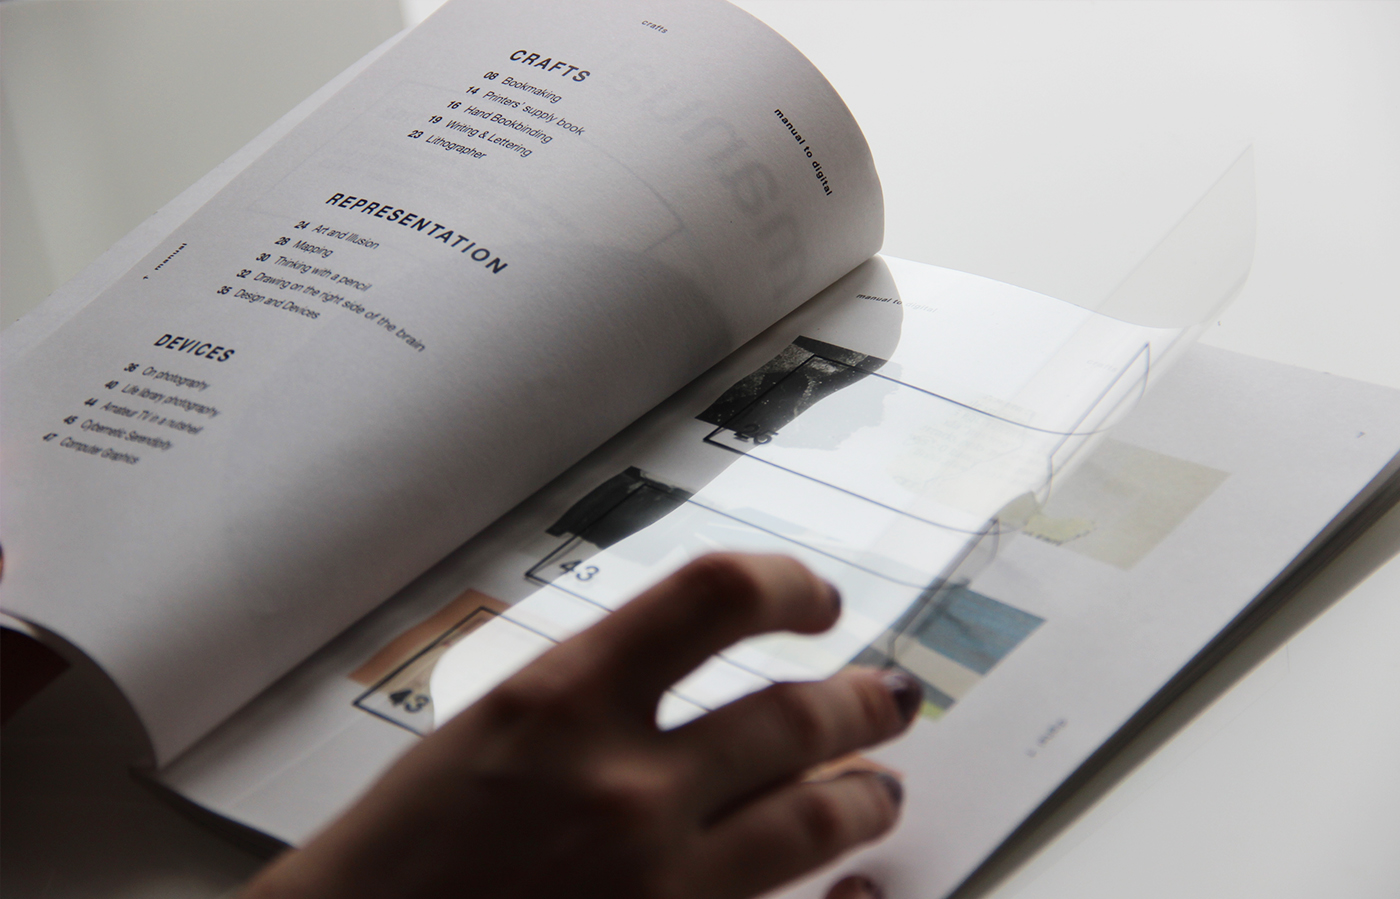 crafts
manual to digital
CRAFTS
08 Bookmaking
14 Printers' supply book
16 Hand Bookbinding
19 Writing & Lettering
23 Lithographer
REPRESENTATION
24 Art and Illusion
28 Mapping
30 Thinking with a pencil
32 Drawing on the right side of the brain
35 Design and Devices
manual
DEVICES
36 On photography
40 Life library photography
44 Amateur TV in a nutshell
45 Cybernetic Serendipity
47 Computer Graphics
manual to digital
43
43